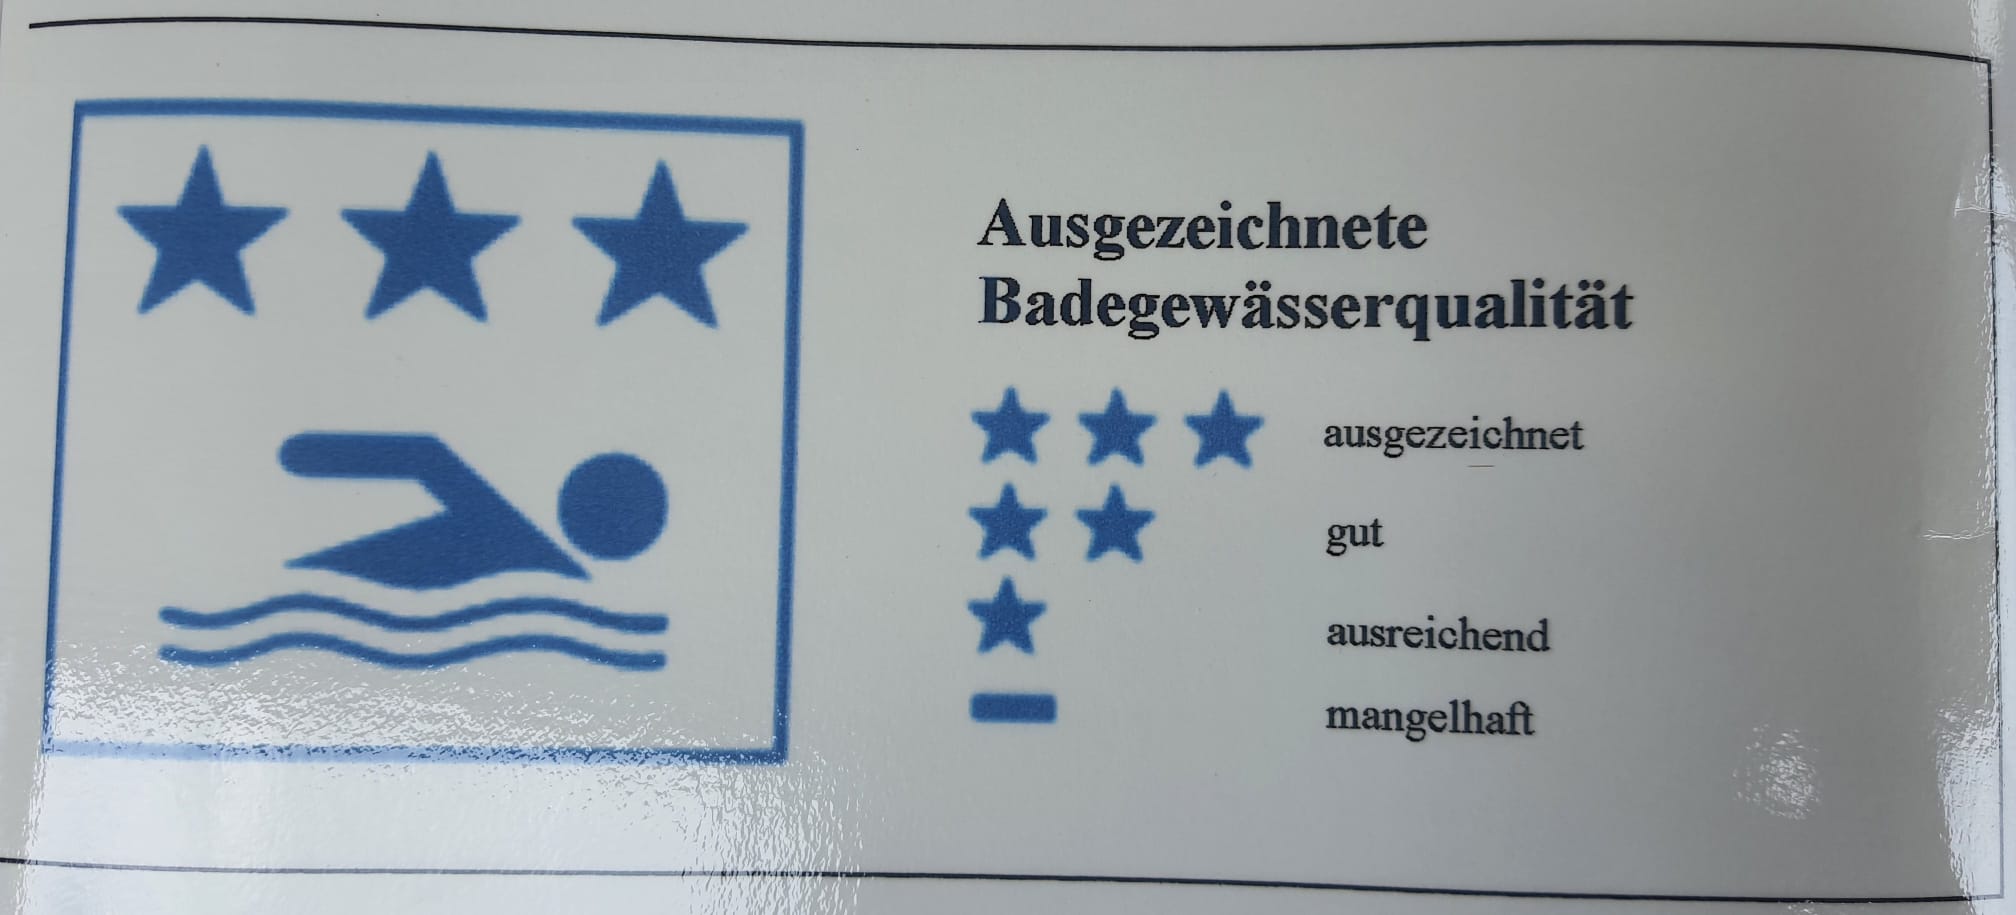 Ausgezeichnete
Badegewässerqualität
ausgezeichnet
gut
ausreichend
mangelhaft